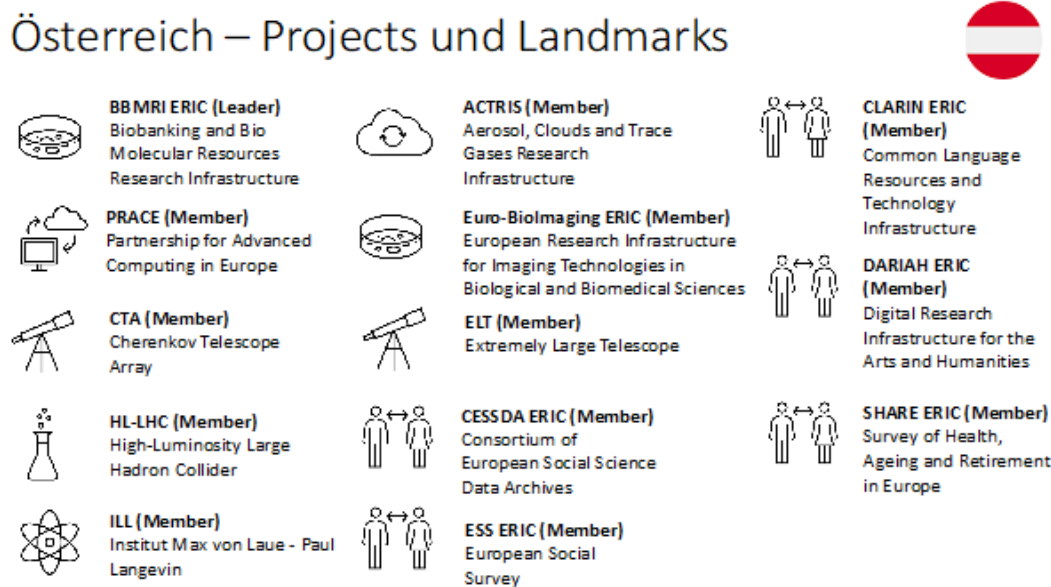 Österreich – Projects und Landmarks
BBMRI ERIC (Leader)
Biobanking and Bio
Molecular Resources
Research Infrastructure
PRACE (Member)
Partnership for Advanced
Computing in Europe
CTA (Member)
Cherenkov Telescope
Array
HL-LHC (Member)
High-Luminosity Large
Hadron Collider
ILL (Member)
Institut Max von Laue - Paul
Langevin
ACTRIS (Member)
Aerosol, Clouds and Trace
Gases Research
Infrastructure
Euro-BioImaging ERIC (Member)
European Research Infrastructure
for Imaging Technologies in
Biological and Biomedical Sciences
ELT (Member)
Extremely Large Telescope
CESSDA ERIC (Member)
Consortium of
European Social Science
Data Archives
ESS ERIC (Member)
European Social
Survey
CLARIN ERIC
(Member)
Common Language
Resources and
Technology
Infrastructure
DARIAH ERIC
(Member)
Digital Research
Infrastructure for the
Arts and Humanities
SHARE ERIC (Member)
Survey of Health,
Ageing and Retirement
in Europe